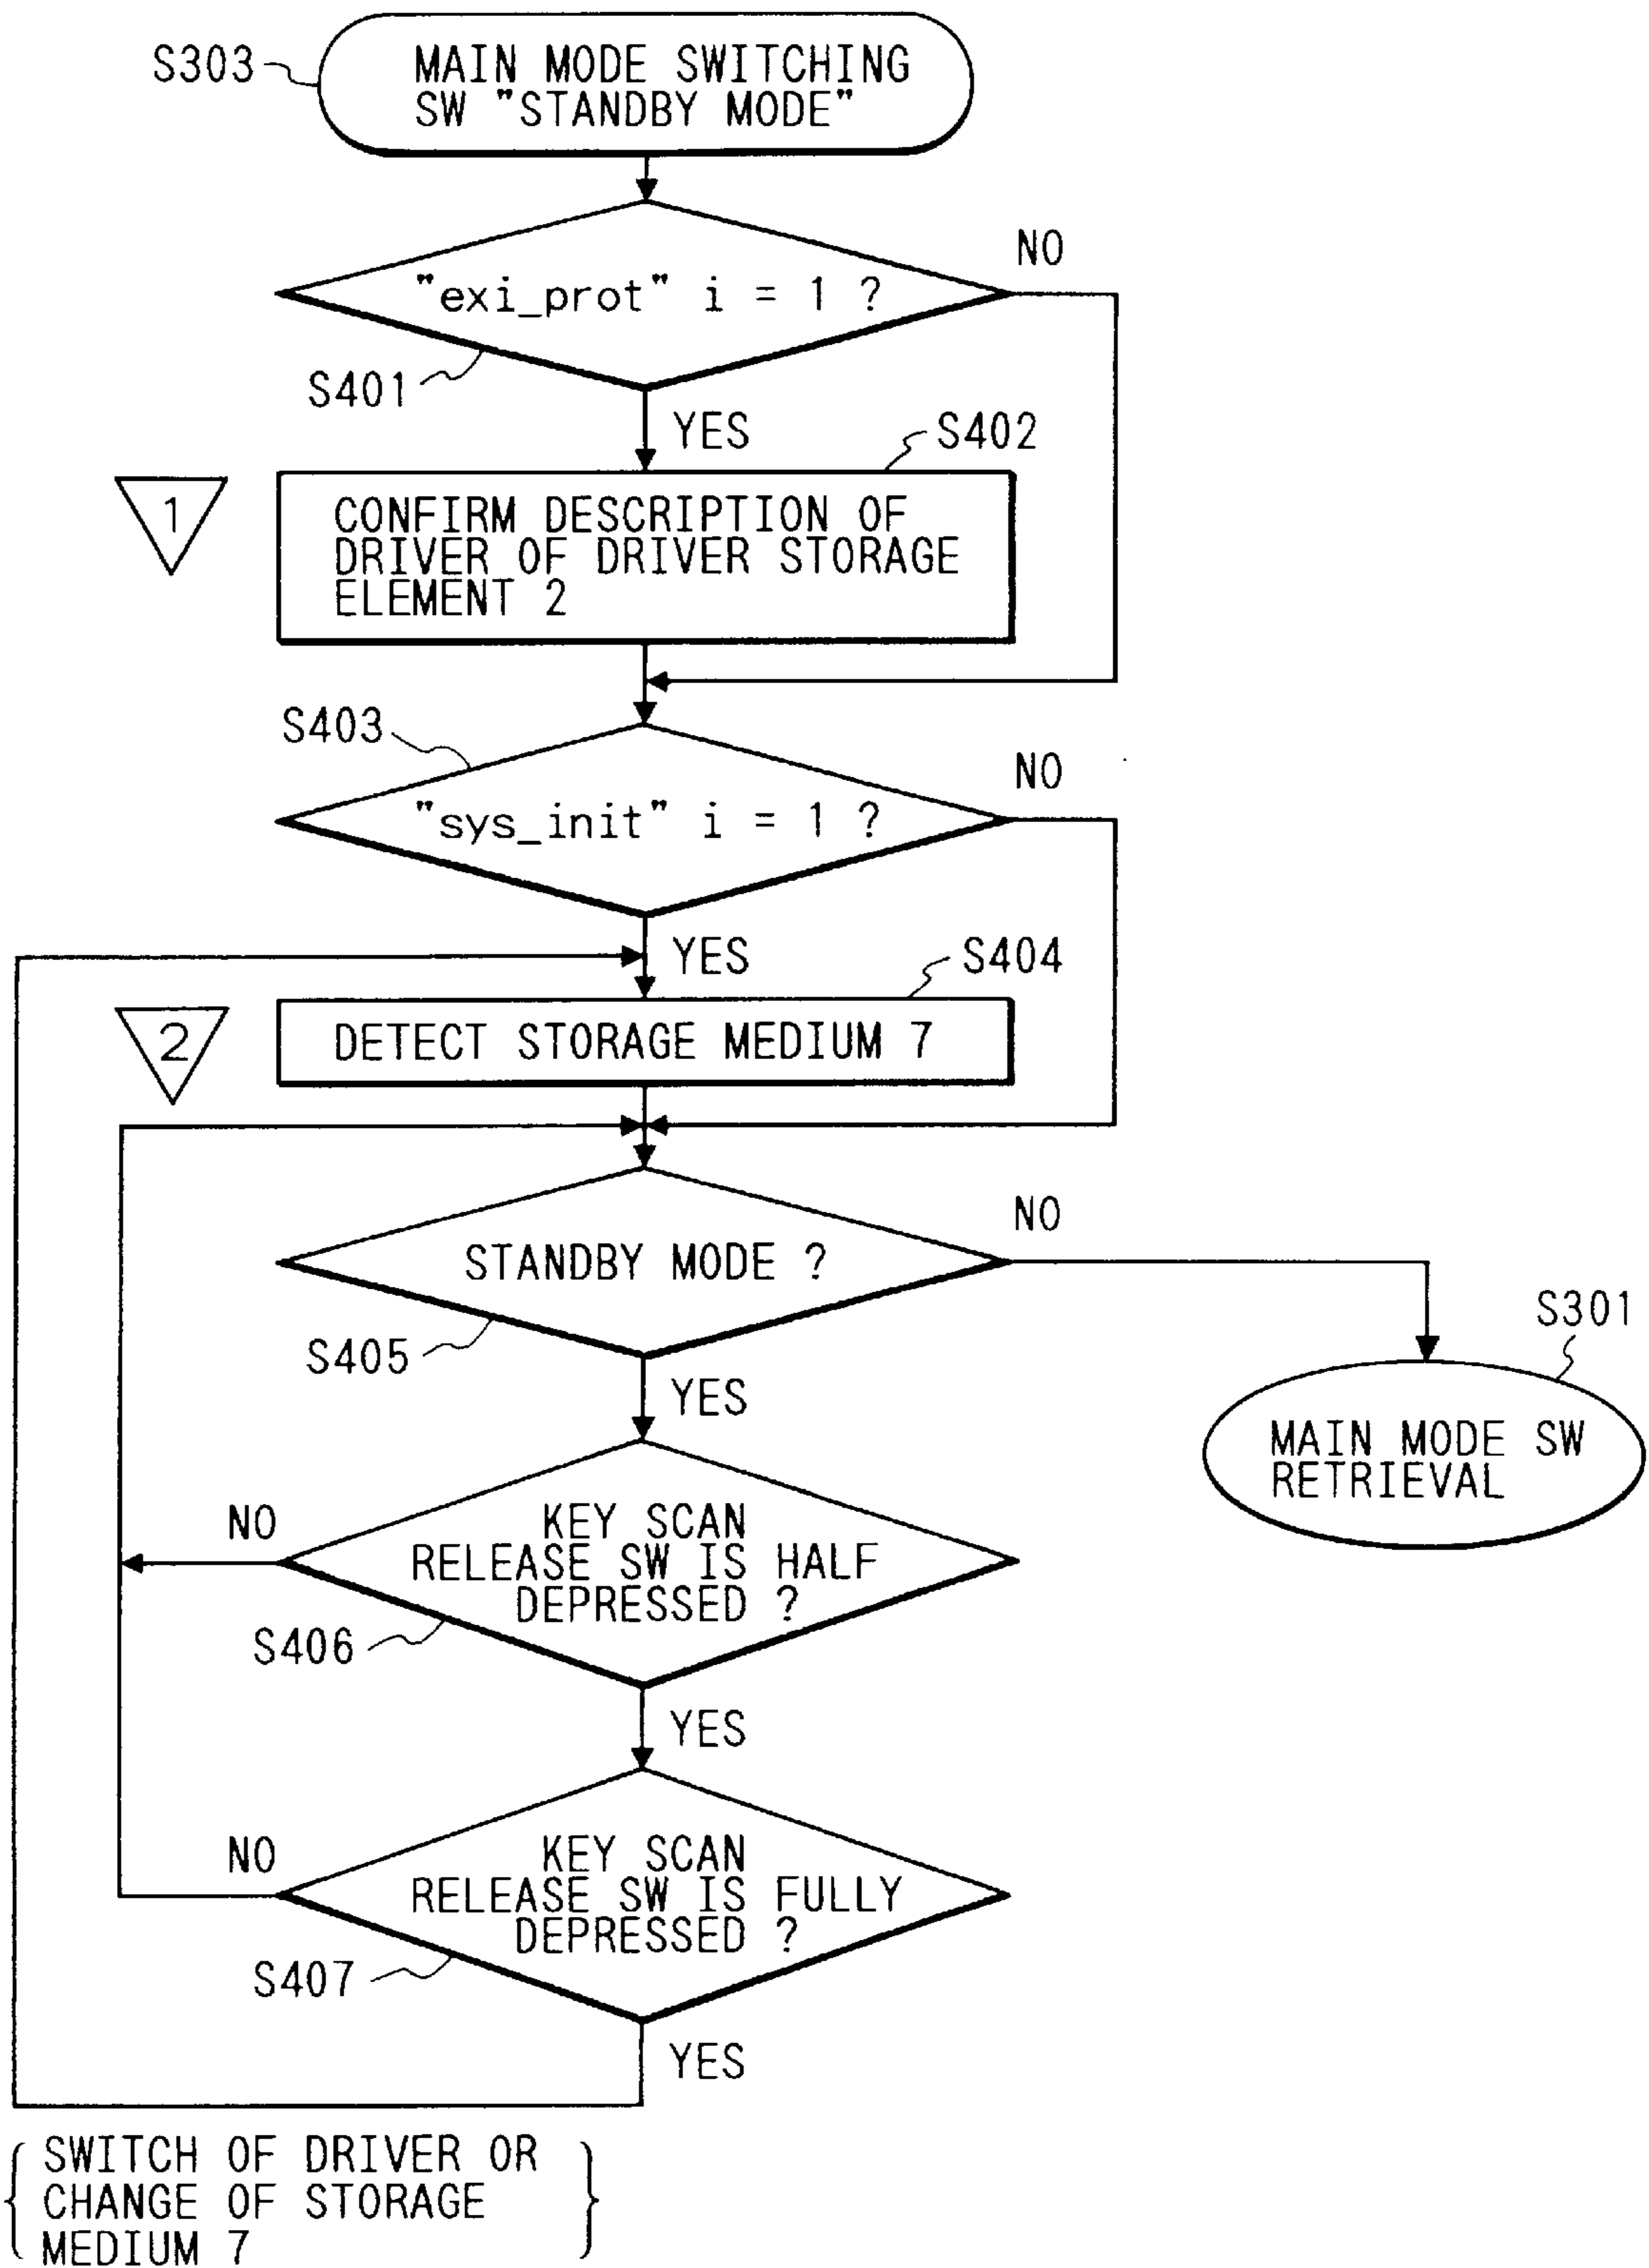 S303
MAIN MODE SWITCHING
SW "STANDBY MODE"
NO
"exi_prot" i = 1 ?
S401
YES
S402
1
CONFIRM DESCRIPTION OF
DRIVER OF DRIVER STORAGE
ELEMENT 2
S403
NO
"sys_init" i = 1 ?
YES
S404
2
DETECT STORAGE MEDIUM 7
NO
STANDBY MODE ?
S405
S301
YES
MAIN MODE SW
RETRIEVAL
NO
KEY SCAN
RELEASE SW IS HALF
DEPRESSED ?
S406
YES
NO
KEY SCAN
RELEASE SW IS FULLY
DEPRESSED ?
S407
YES
SWITCH OF DRIVER OR
CHANGE OF STORAGE
MEDIUM 7